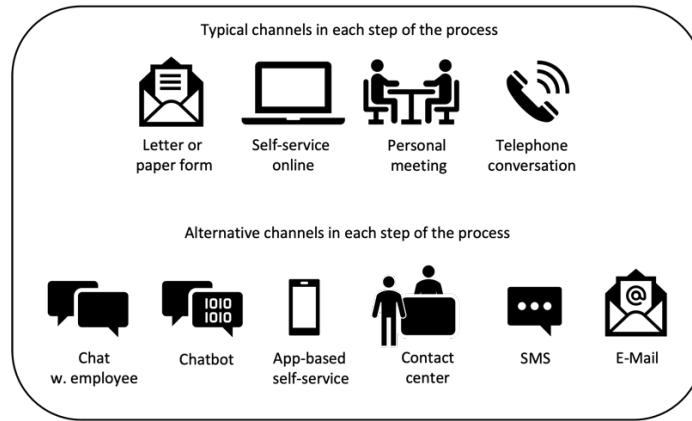 Typical channels in each step of the process
Letter or
paper form
Self-service
online
Personal
meeting
Telephone
conversation
Alternative channels in each step of the process
1010
1010
@
Chat
w. employee
Chatbot
App-based
self-service
Contact
center
SMS
E-Mail